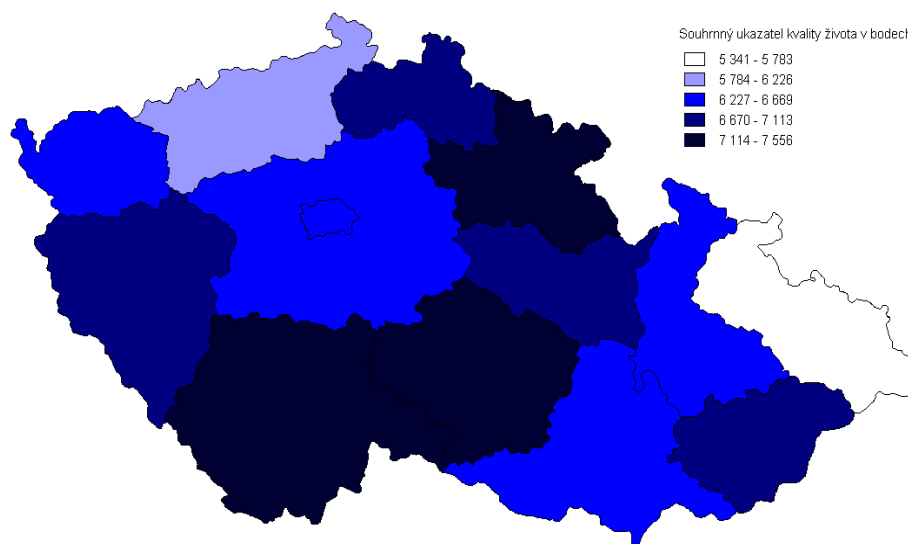 Souhrnný ukazatel kvality života v bodech
5 341 - 5 783
5 784 - 6 226
6 227 - 6 669
6 670 - 7 113
7 114 - 7 556